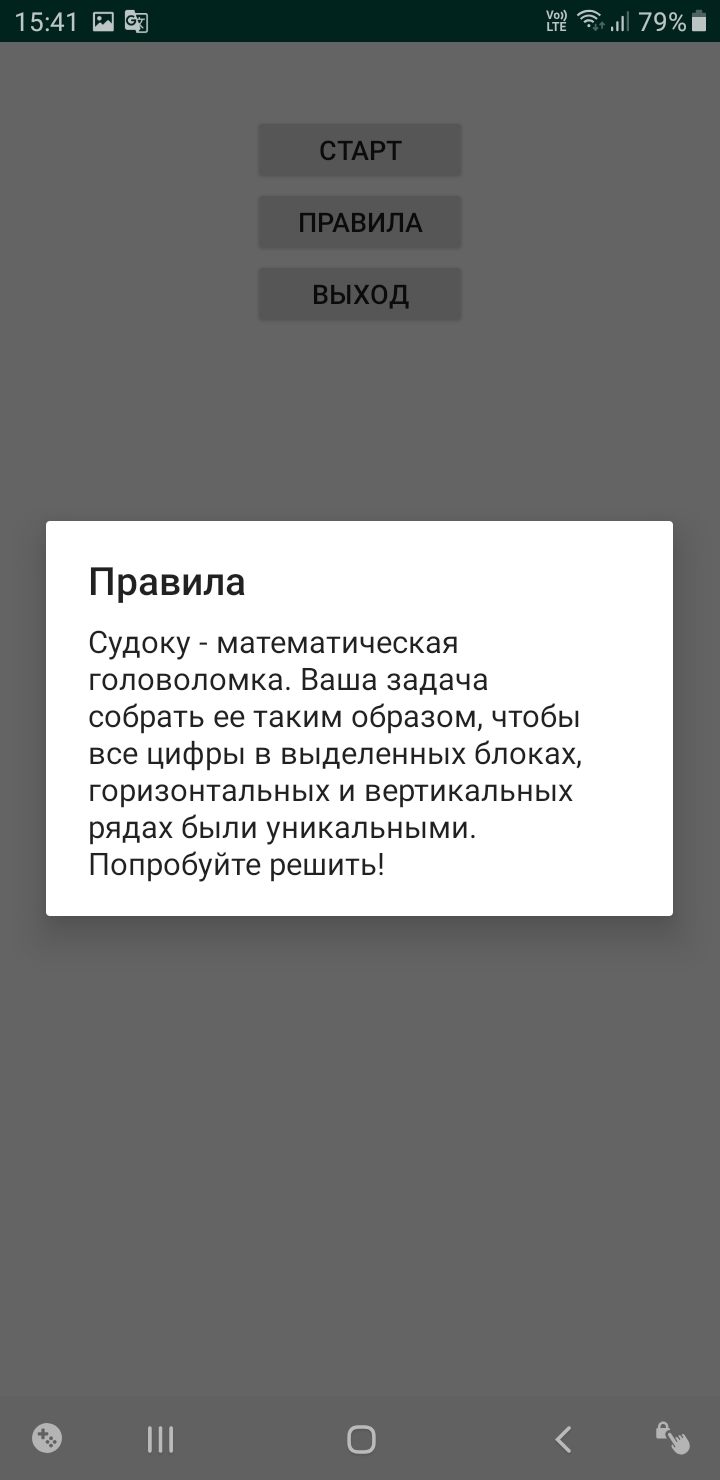 15:41
Vo)) LTE 79%
СТАРТ
ПРАВИЛА
ВЫХОД
Правила
Судоку - математическая
головоломка. Ваша задача
собрать ее таким образом, чтобы
все цифры в выделенных блоках,
горизонтальных и вертикальных
рядах были уникальными.
Попробуйте решить!